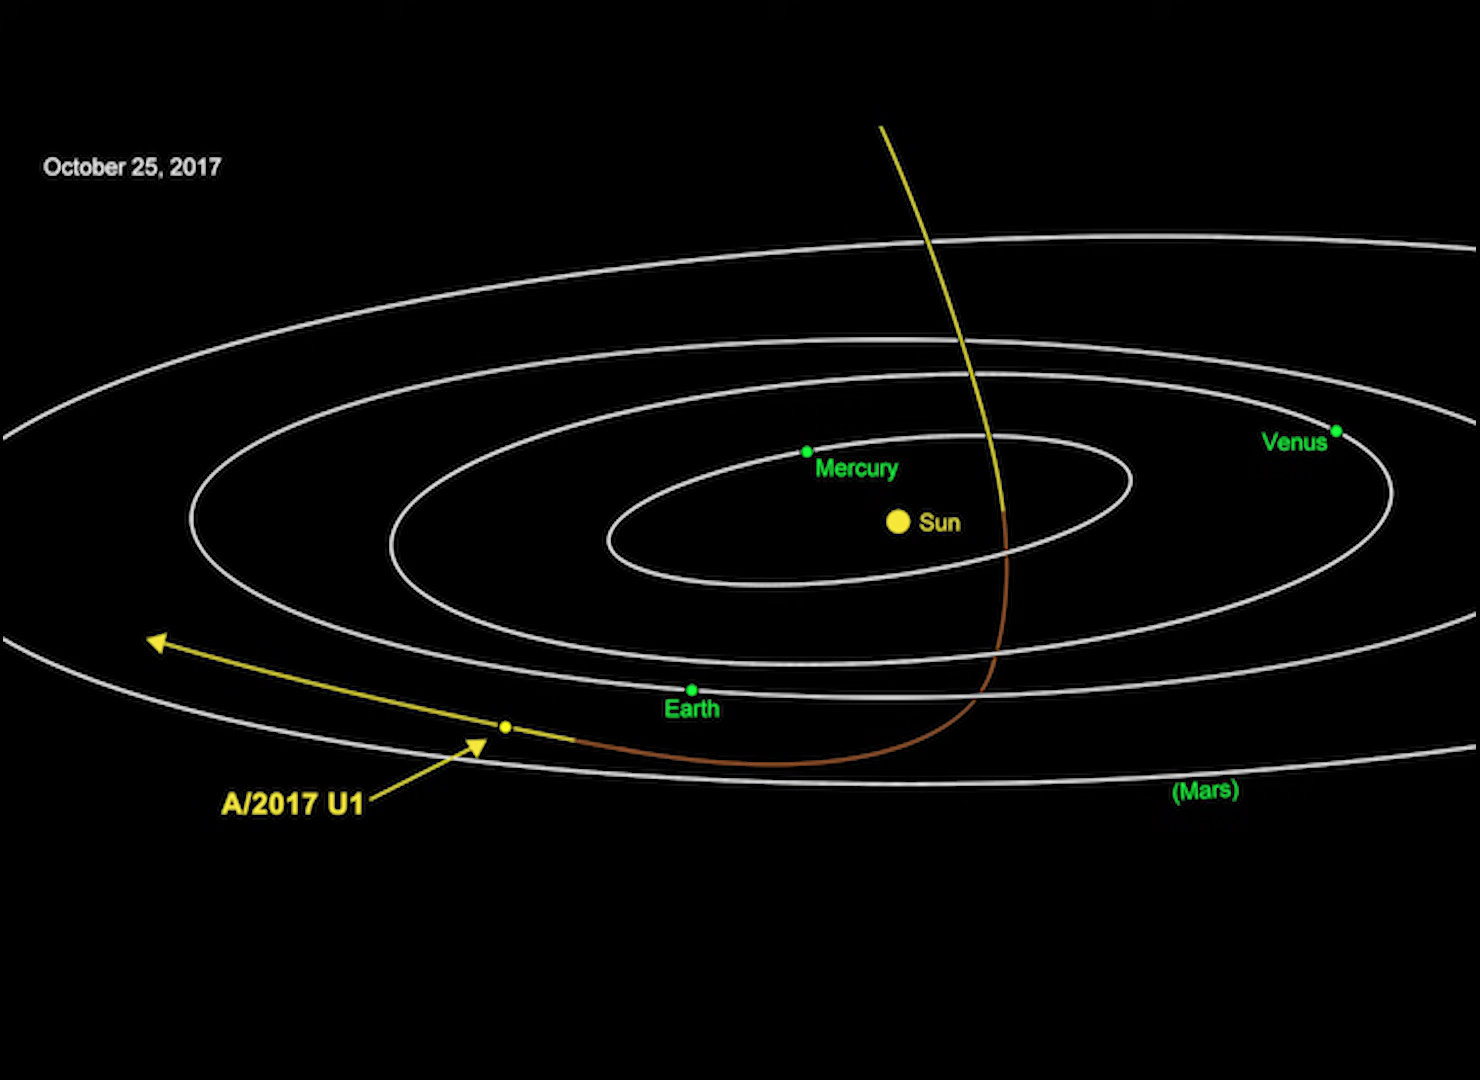 October 25, 2017
Venus
Mercury
Sun
Earth
A/2017 U1
(Mars)